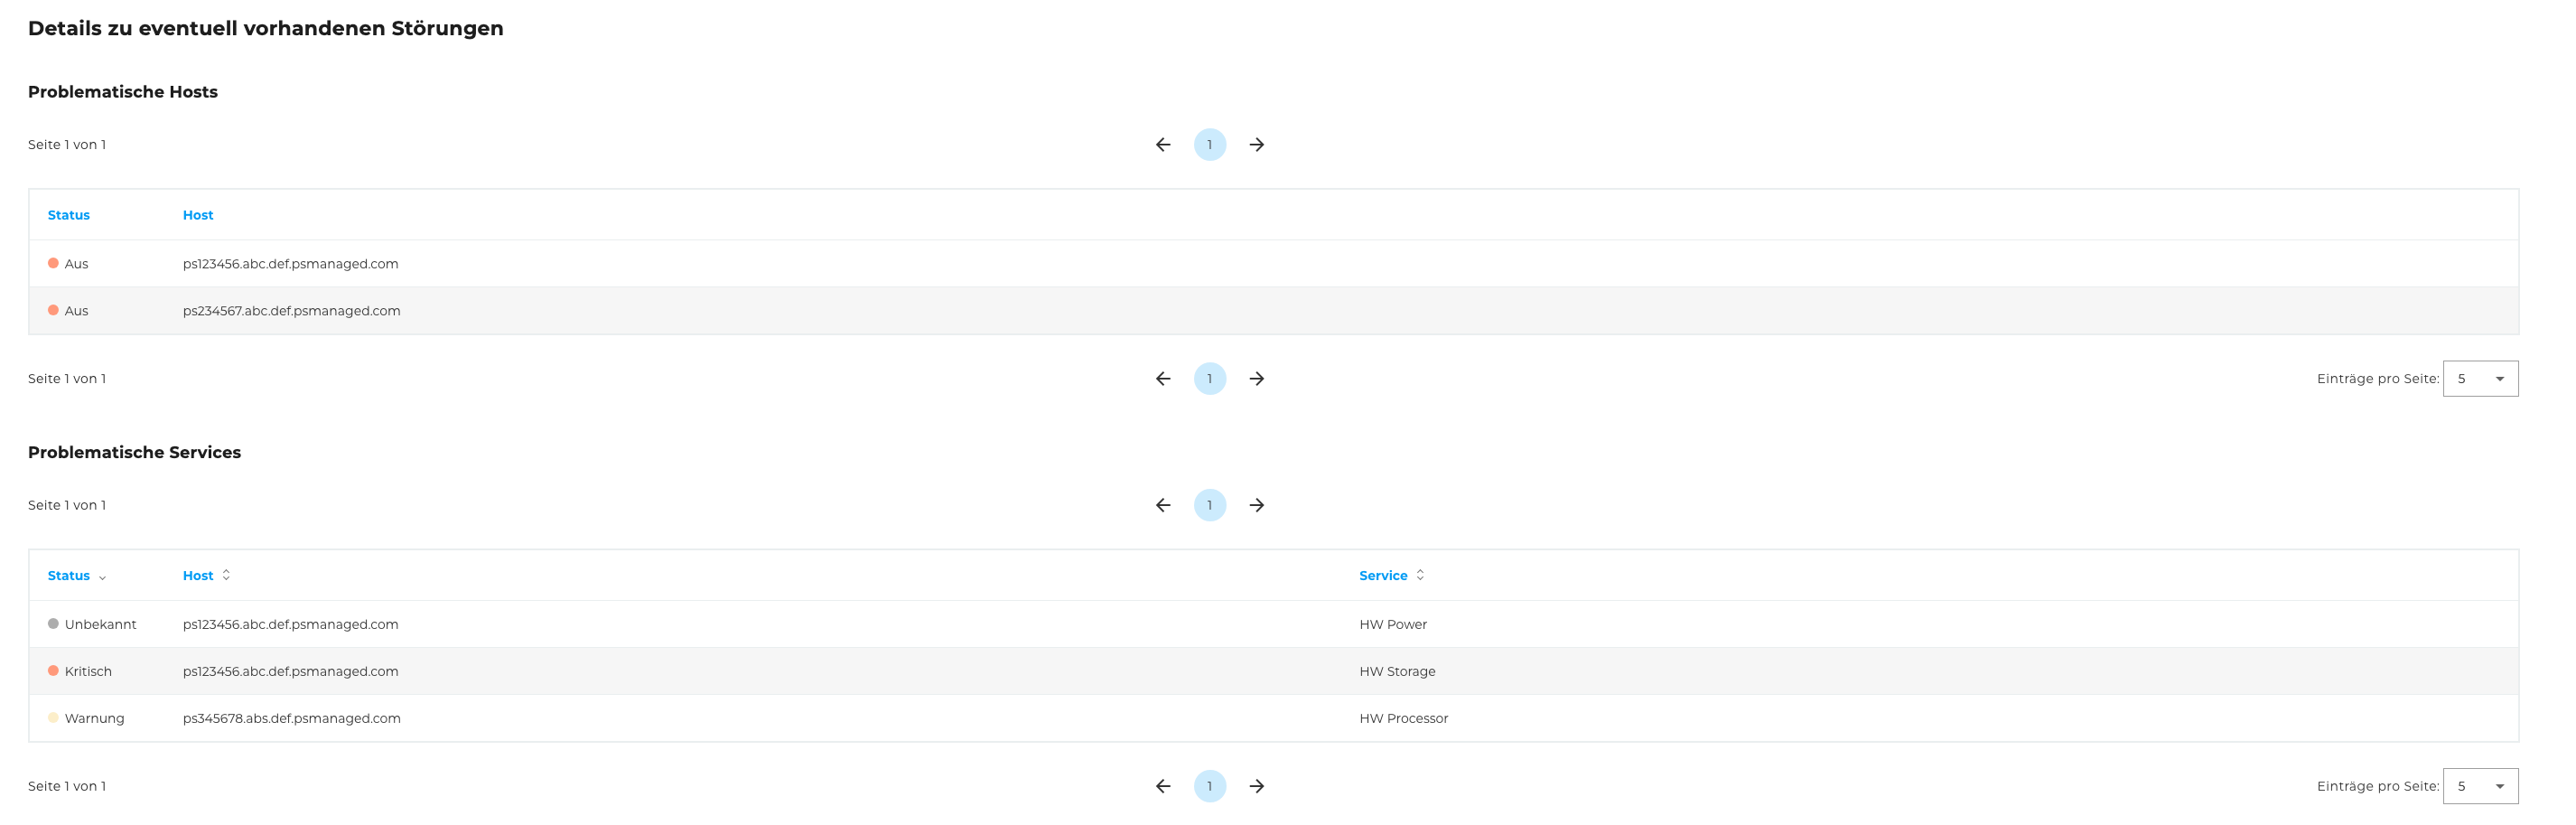 Details zu eventuell vorhandenen Störungen
Problematische Hosts
Seite 1 von 1 1
Status Host
Aus ps123456.abc.def.psmanaged.com
Aus ps234567.abc.def.psmanaged.com
Seite 1 von 1 1 Einträge pro Seite: 5
Problematische Services
Seite 1 von 1 1
Status Host Service
Unbekannt ps123456.abc.def.psmanaged.com HW Power
Kritisch ps123456.abc.def.psmanaged.com HW Storage
Warnung ps345678.abs.def.psmanaged.com HW Processor
Seite 1 von 1 1 Einträge pro Seite: 5